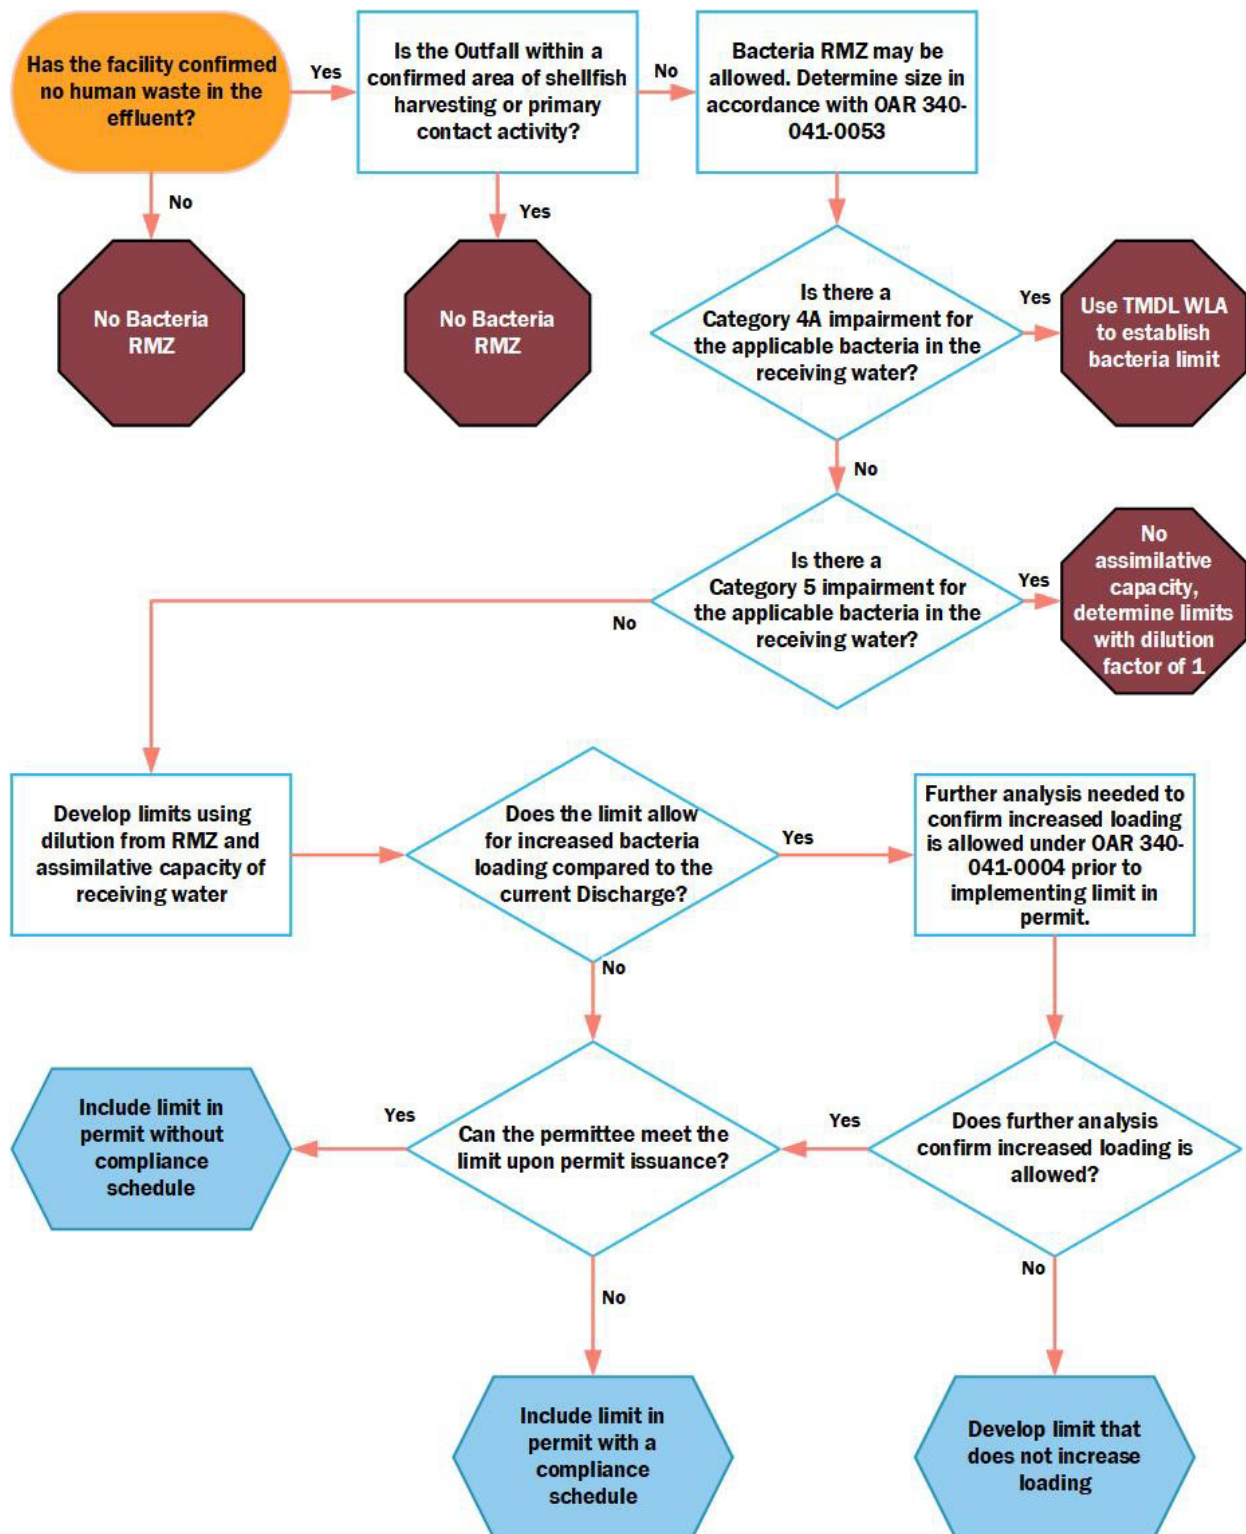 Has the facility confirmed
no human waste in the
effluent?
Yes
Is the Outfall within a
confirmed area of shellfish
harvesting or primary
contact activity?
No
Bacteria RMZ may be
allowed. Determine size in
accordance with OAR 340-
041-0053
No
Yes
No Bacteria
RMZ
No Bacteria
RMZ
Is there a
Category 4A impairment for
the applicable bacteria in the
receiving water?
Yes
Use TMDL WLA
to establish
bacteria limit
No
Is there a
Category 5 impairment for
the applicable bacteria in the
receiving water?
Yes
No
assimilative
capacity,
determine limits
with dilution
factor of 1
No
Develop limits using
dilution from RMZ and
assimilative capacity of
receiving water
Does the limit allow
for increased bacteria
loading compared to the
current Discharge?
Yes
Further analysis needed to
confirm increased loading
is allowed under OAR 340-
041-0004 prior to
implementing limit in
permit.
No
Include limit in
permit without
compliance
schedule
Yes
Can the permittee meet the
limit upon permit issuance?
Yes
Does further analysis
confirm increased loading is
allowed?
No
No
Include limit in
permit with a
compliance
schedule
Develop limit that
does not increase
loading